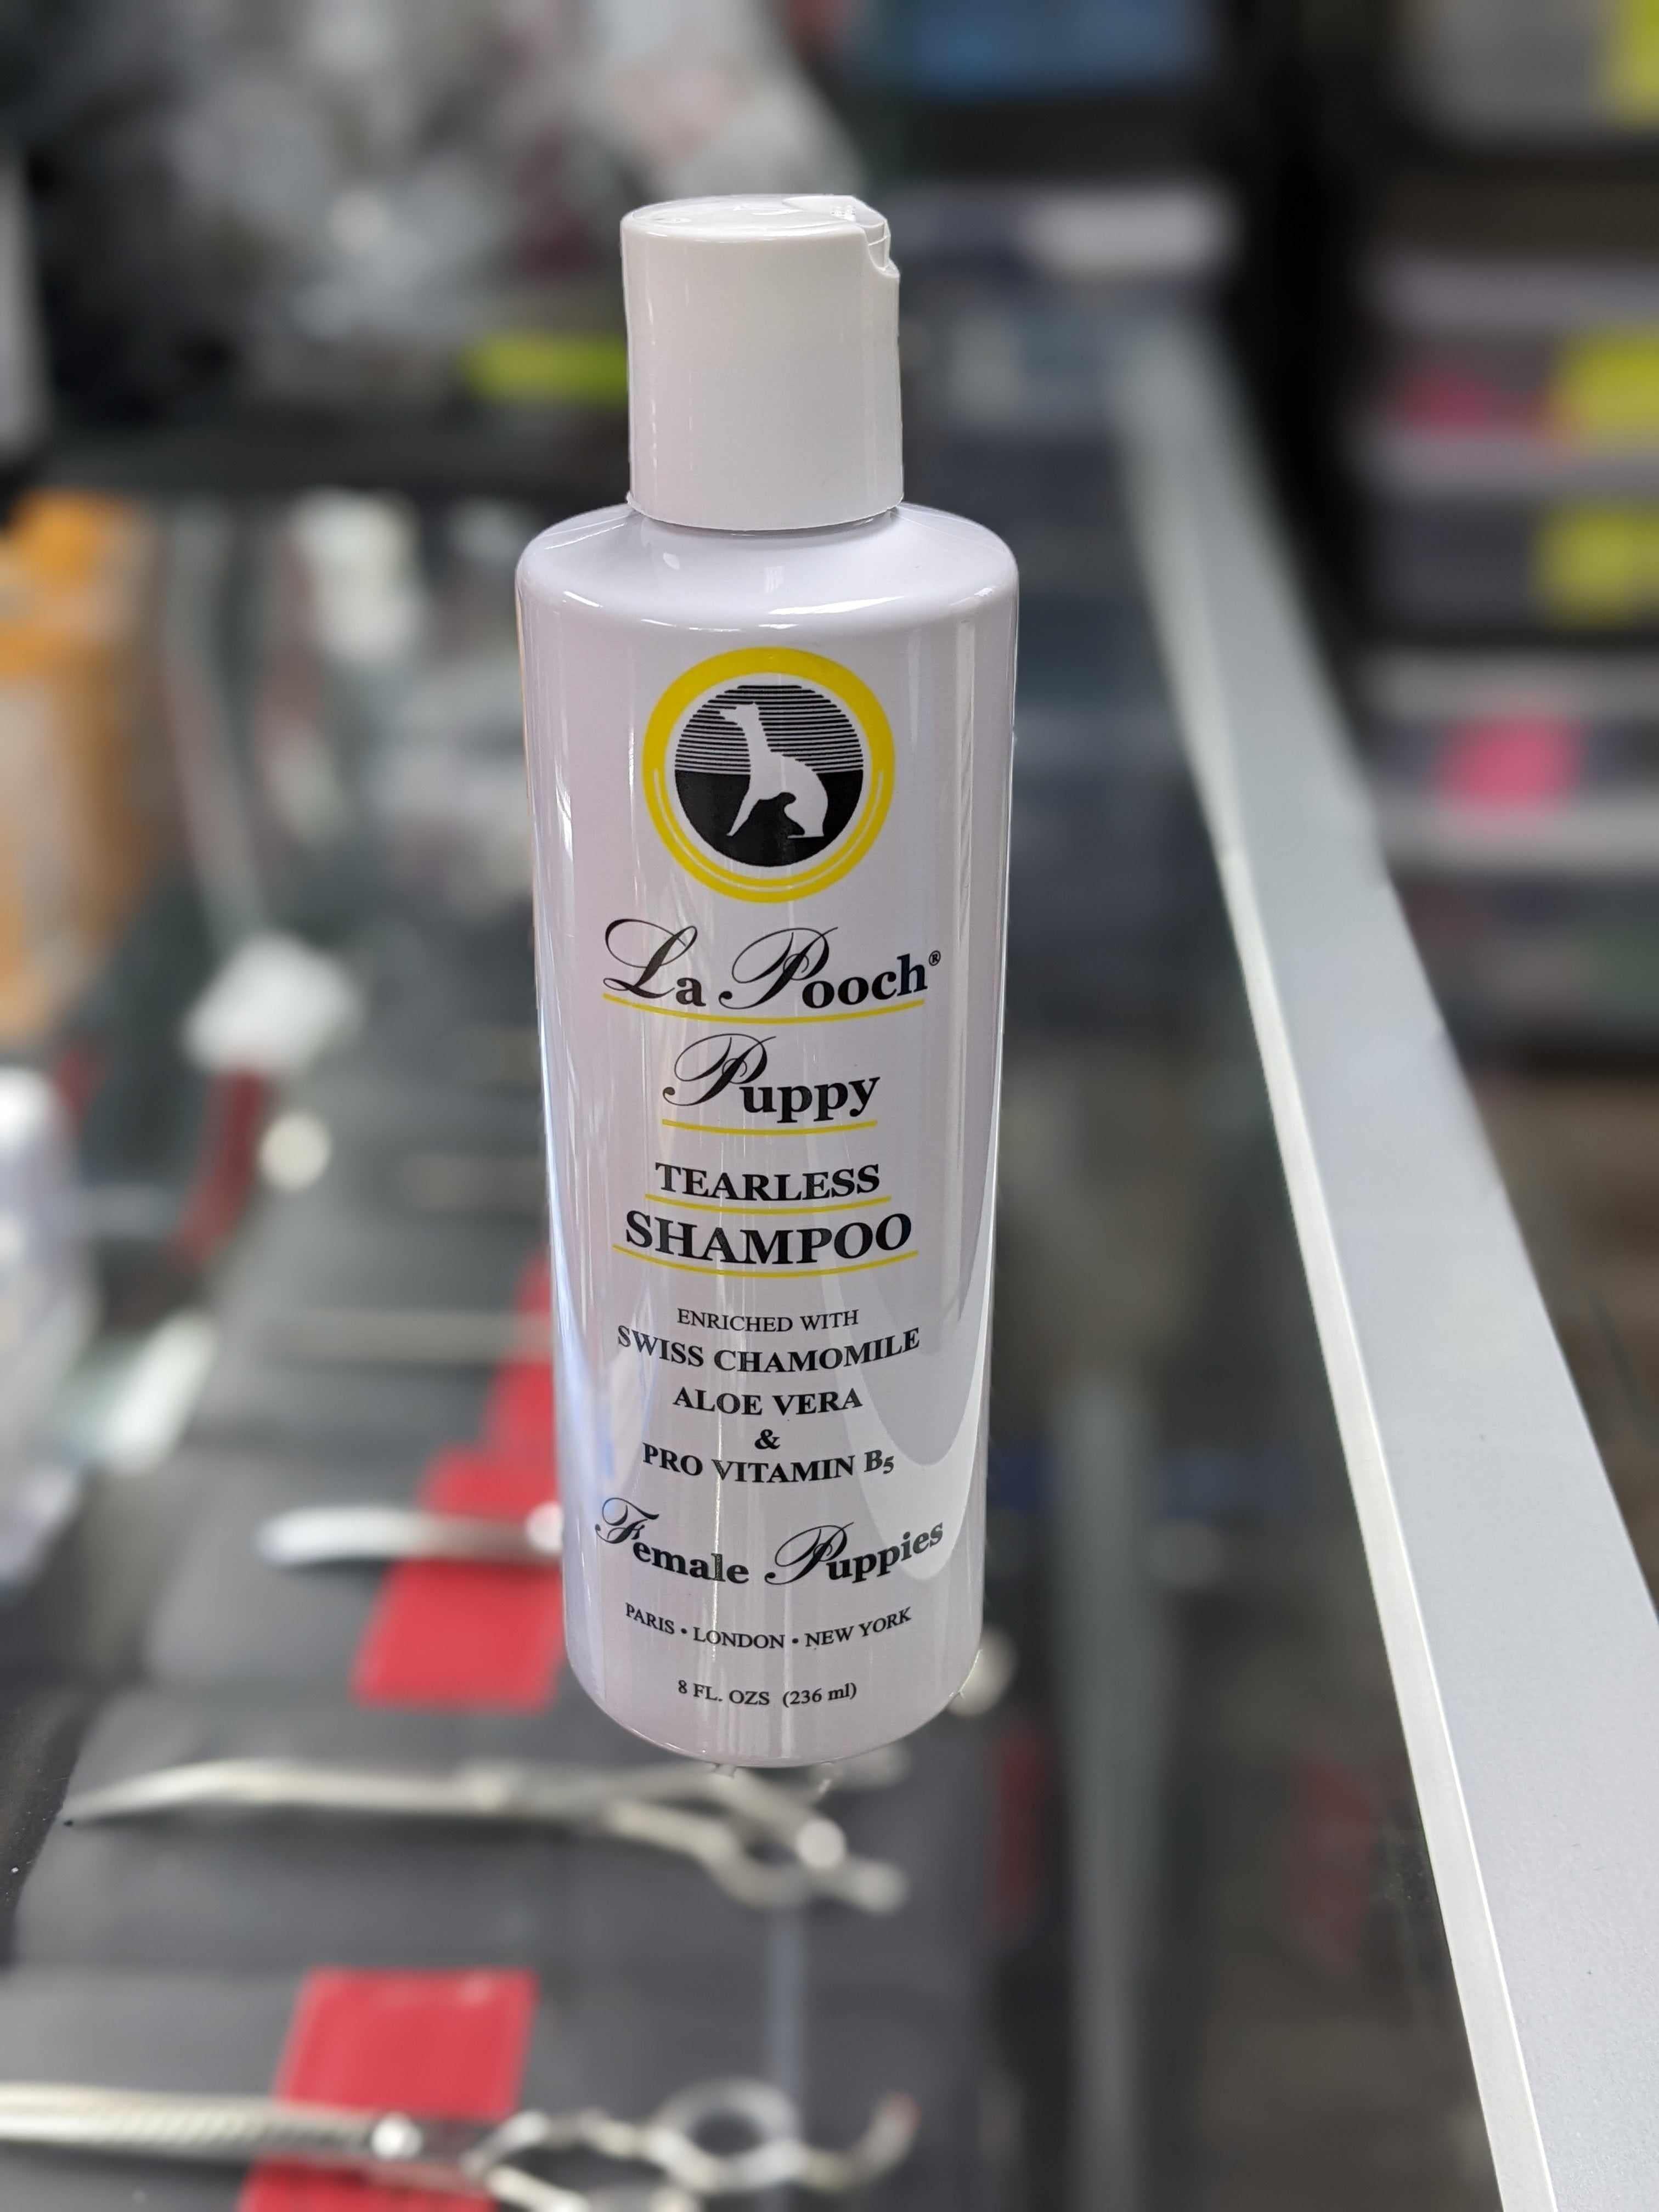 La Pooch®
Puppy
TEARLESS
SHAMPOO
ENRICHED WITH
SWISS CHAMOMILE
ALOE VERA
&
PRO VITAMIN B5
Female Puppies
PARIS • LONDON • NEW YORK
8 FL. OZS (236 ml)